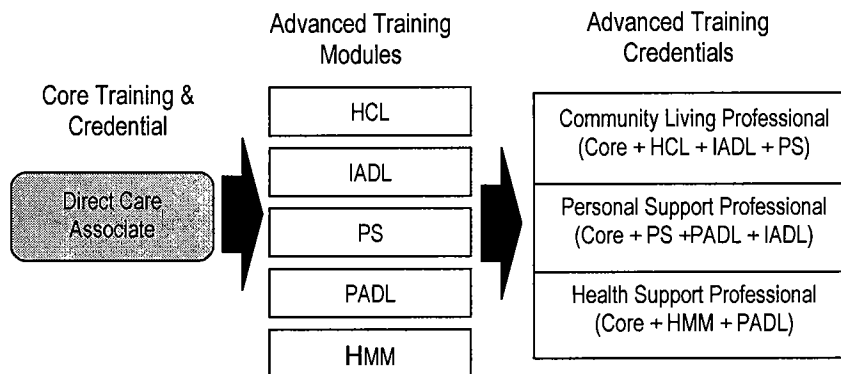 Core Training &
Credential
Direct Care
Associate
Advanced Training
Modules
HCL
IADL
PS
PADL
HMM
Advanced Training
Credentials
Community Living Professional
(Core + HCL + IADL + PS)
Personal Support Professional
(Core + PS +PADL + IADL)
Health Support Professional
(Core + HMM + PADL)